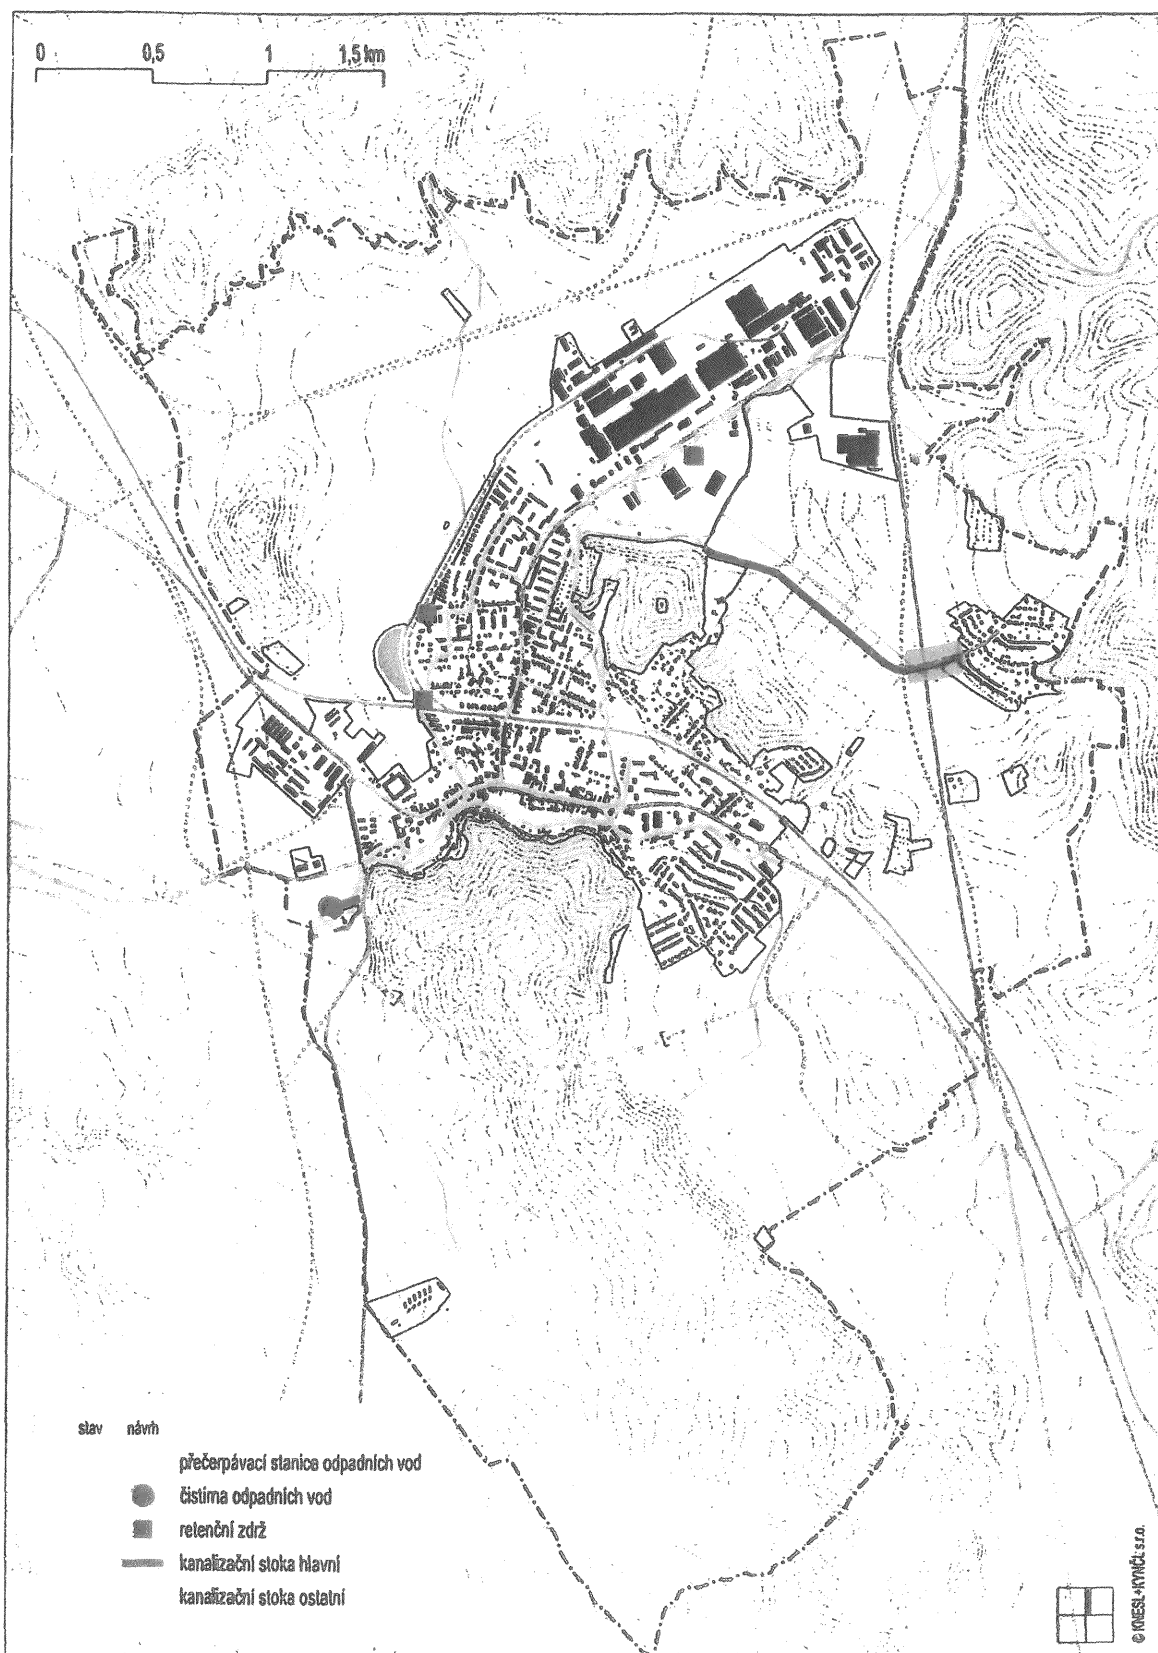 0 0,5 1 1,5 km
stav návrh
přečerpávací stanice odpadních vod
čistírna odpadních vod
retenční zdrž
kanalizační stoka hlavní
kanalizační stoka ostatní
© KNESL+KYNČL s.r.o.